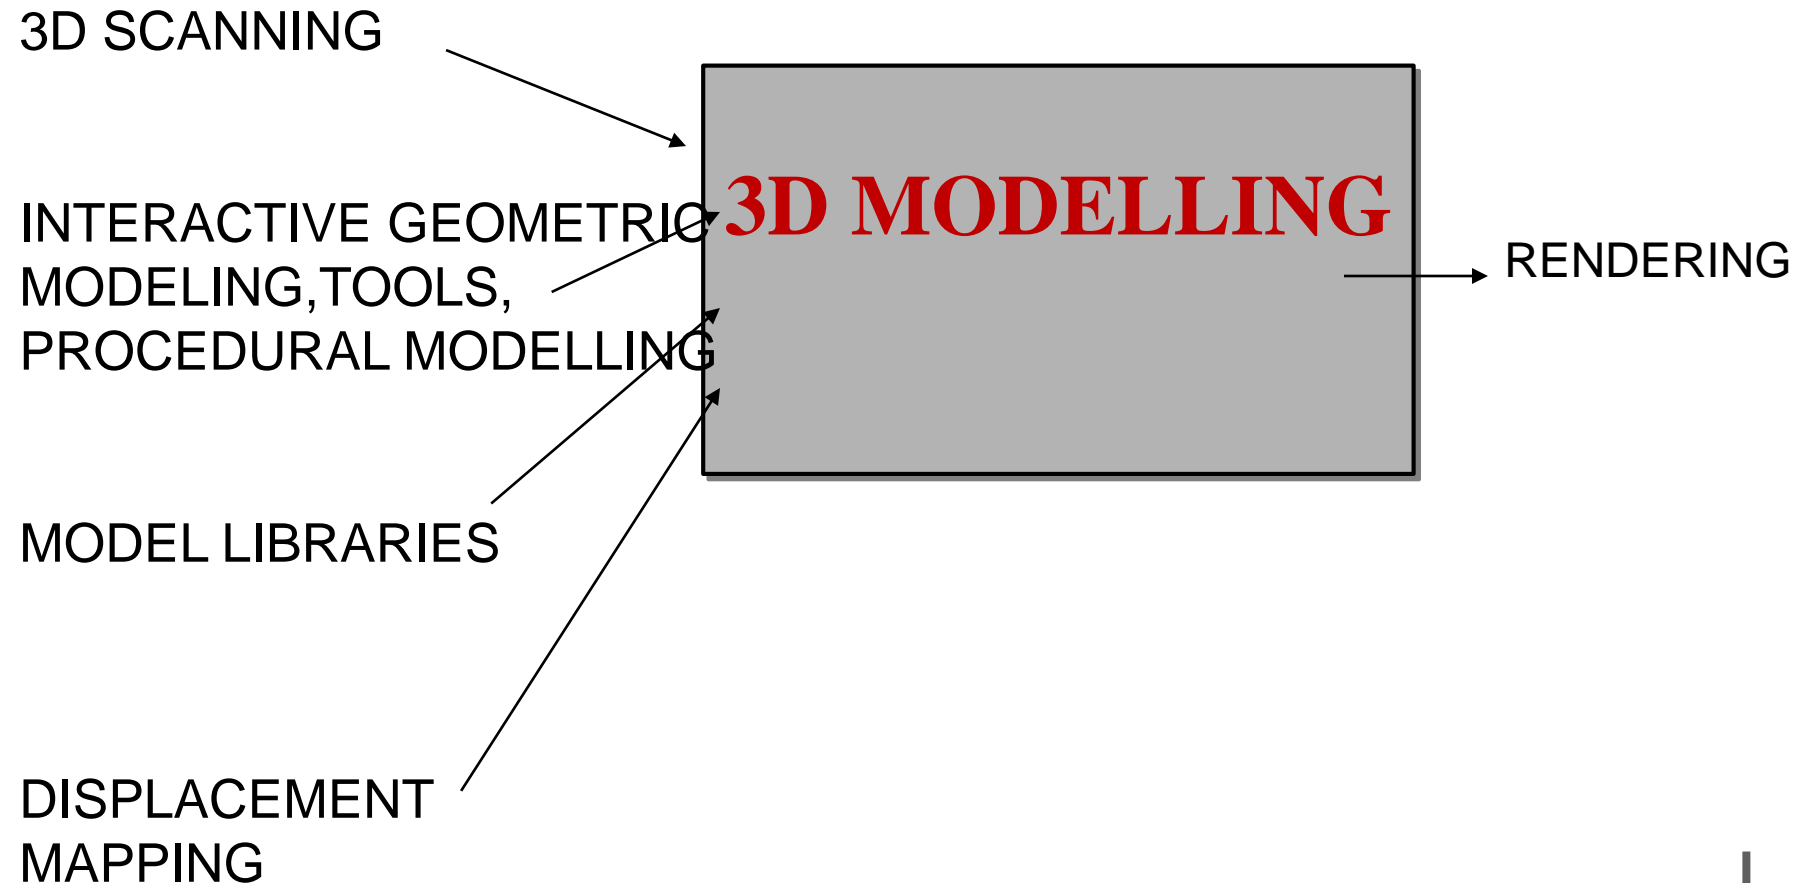 3D SCANNING
3D MODELLING
INTERACTIVE GEOMETRIC
MODELING,TOOLS,
PROCEDURAL MODELLING
RENDERING
MODEL LIBRARIES
DISPLACEMENT
MAPPING